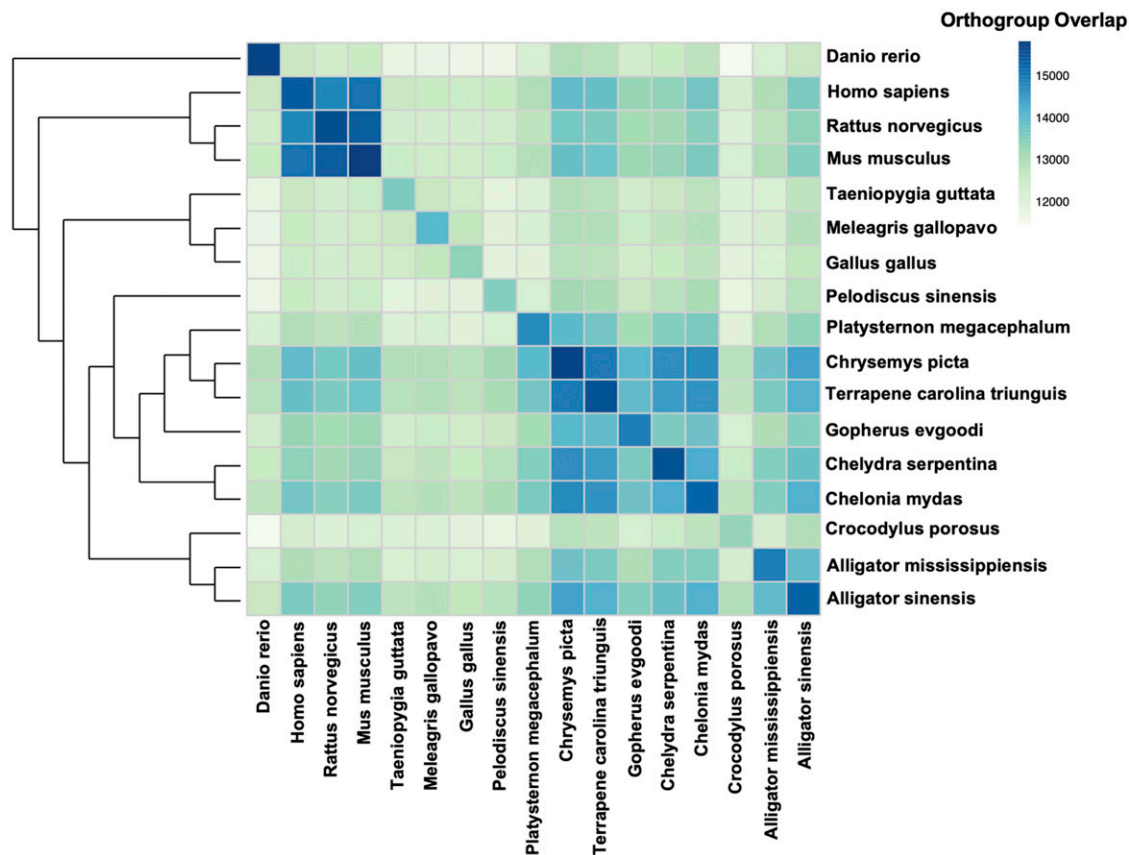 Orthogroup Overlap
15000
14000
13000
12000
Danio rerio
Homo sapiens
Rattus norvegicus
Mus musculus
Taeniopygia guttata
Meleagris gallopavo
Gallus gallus
Pelodiscus sinensis
Platysternon megacephalum
Chrysemys picta
Terrapene carolina triunguis
Gopherus evgoodi
Chelydra serpentina
Chelonia mydas
Crocodylus porosus
Alligator mississippiensis
Alligator sinensis
Danio rerio
Homo sapiens
Rattus norvegicus
Mus musculus
Taeniopygia guttata
Meleagris gallopavo
Gallus gallus
Pelodiscus sinensis
Platysternon megacephalum
Chrysemys picta
Terrapene carolina triunguis
Gopherus evgoodi
Chelydra serpentina
Chelonia mydas
Crocodylus porosus
Alligator mississippiensis
Alligator sinensis